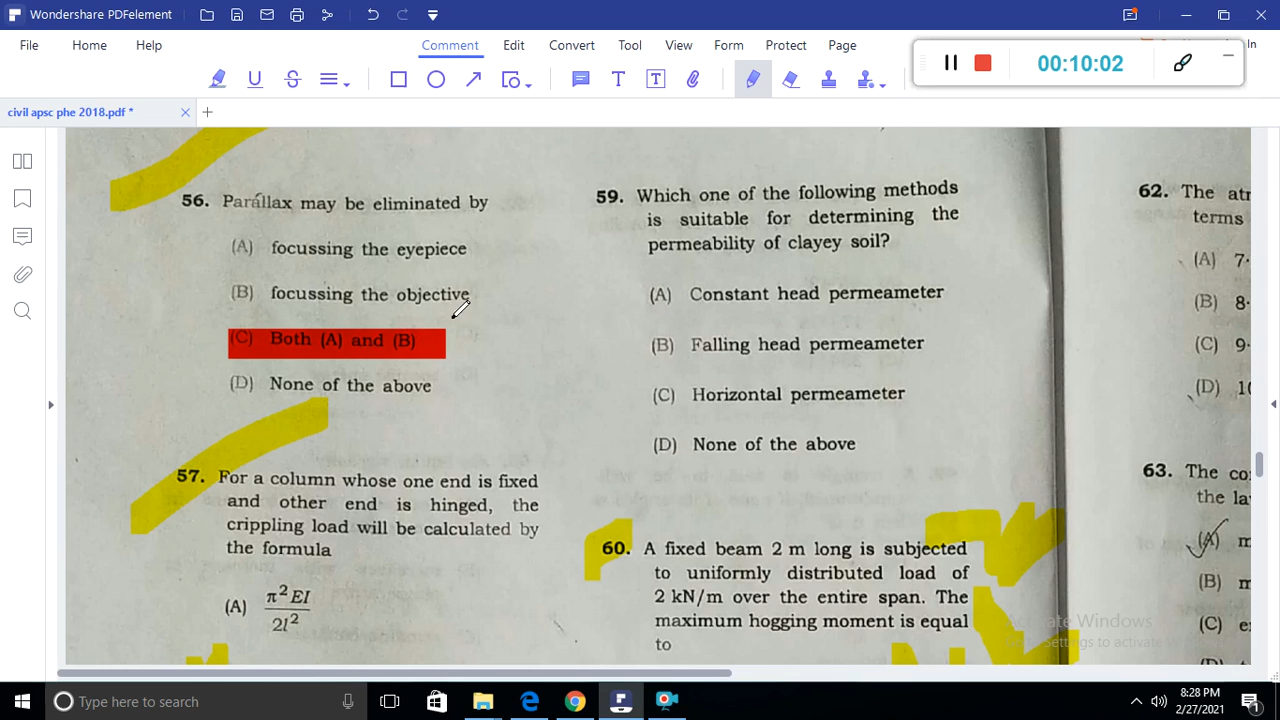 Wondershare PDFelement
File Home Help Comment Edit Convert Tool View Form Protect Page
00:10:02
civil apsc phe 2018.pdf *
56. Parallax may be eliminated by
(A) focussing the eyepiece
(B) focussing the objective
(C) Both (A) and (B)
(D) None of the above
57. For a column whose one end is fixed
and other end is hinged, the
crippling load will be calculated by
the formula
(A) π²EI / 2l²
59. Which one of the following methods
is suitable for determining the
permeability of clayey soil?
(A) Constant head permeameter
(B) Falling head permeameter
(C) Horizontal permeameter
(D) None of the above
60. A fixed beam 2 m long is subjected
to uniformly distributed load of
2 kN/m over the entire span. The
maximum hogging moment is equal
to
62. The
terms
(A) 7·
(B) 8·
(C) 9·
(D) 10
63. The
the
(A) m
(B) m
(C)
Activate Windows
Type here to search
8:28 PM
2/27/2021